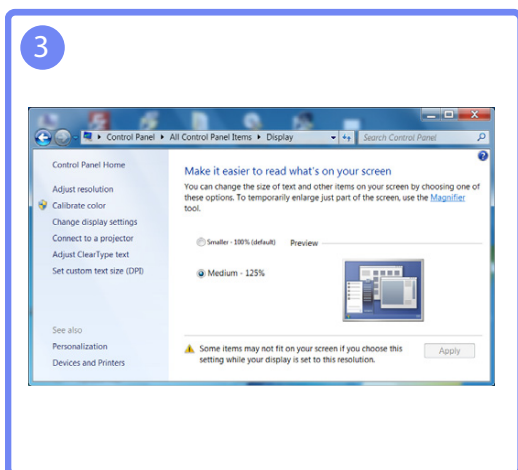 3
Control Panel ▸ All Control Panel Items ▸ Display
Search Control Panel
Control Panel Home
Adjust resolution
Calibrate color
Change display settings
Connect to a projector
Adjust ClearType text
Set custom text size (DPI)
See also
Personalization
Devices and Printers
Make it easier to read what's on your screen
You can change the size of text and other items on your screen by choosing one of
these options. To temporarily enlarge just part of the screen, use the Magnifier
tool.
Smaller - 100% (default)
Preview
Medium - 125%
Some items may not fit on your screen if you choose this
setting while your display is set to this resolution.
Apply